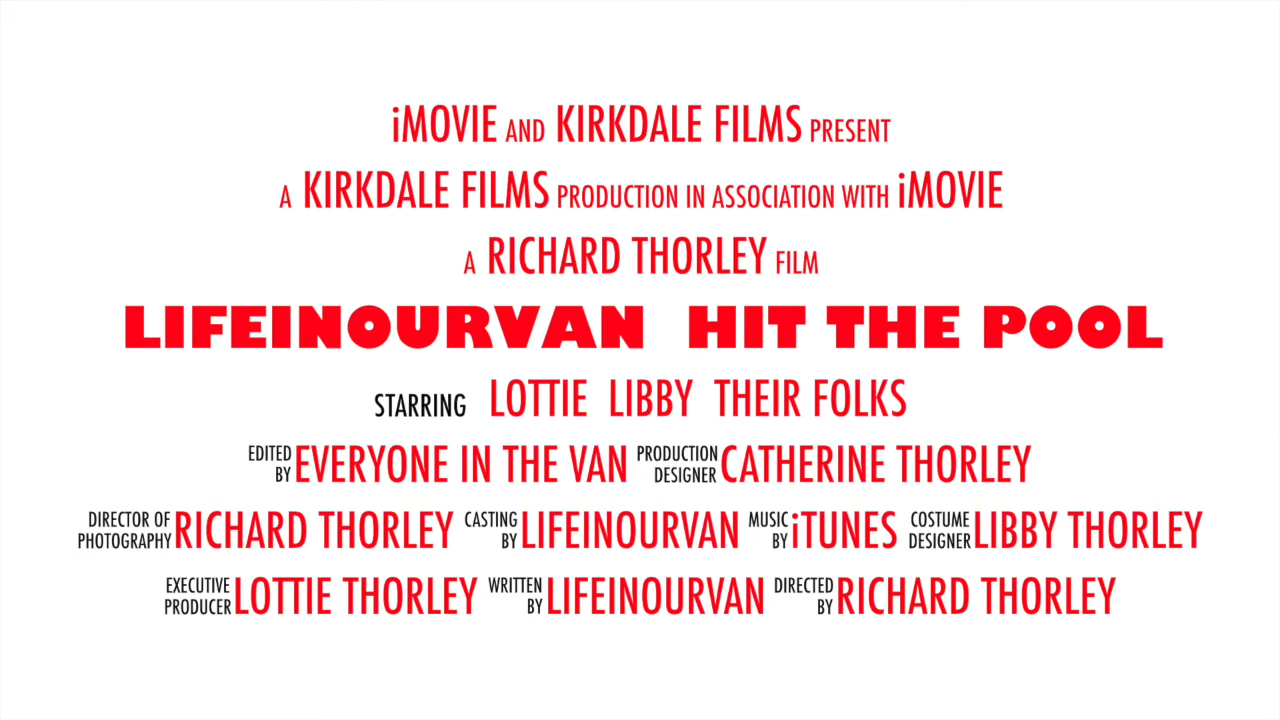 iMOVIE AND KIRKDALE FILMS PRESENT
A KIRKDALE FILMS PRODUCTION IN ASSOCIATION WITH iMOVIE
A RICHARD THORLEY FILM
LIFEINOURVAN HIT THE POOL
STARRING LOTTIE LIBBY THEIR FOLKS
EDITED BY EVERYONE IN THE VAN PRODUCTION DESIGNER CATHERINE THORLEY
DIRECTOR OF PHOTOGRAPHY RICHARD THORLEY CASTING BY LIFEINOURVAN MUSIC BY iTUNES COSTUME DESIGNER LIBBY THORLEY
EXECUTIVE PRODUCER LOTTIE THORLEY WRITTEN BY LIFEINOURVAN DIRECTED BY RICHARD THORLEY